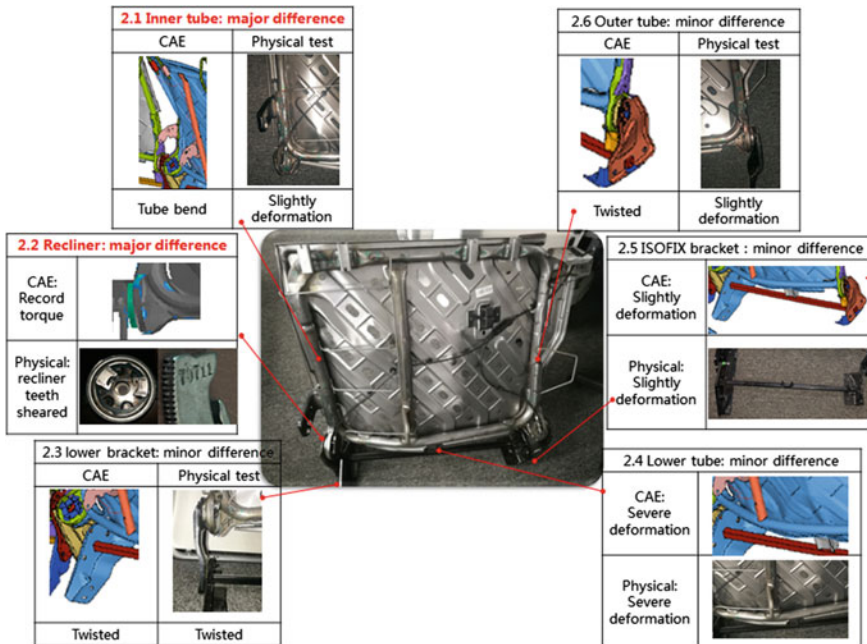 2.1 Inner tube: major difference
CAE
Physical test
Tube bend
Slightly
deformation
2.6 Outer tube: minor difference
CAE
Physical test
Twisted
Slightly
deformation
2.2 Recliner: major difference
CAE:
Record
torque
Physical:
recliner
teeth
sheared
79711
2.5 ISOFIX bracket : minor difference
CAE:
Slightly
deformation
Physical:
Slightly
deformation
2.3 lower bracket: minor difference
CAE
Physical test
Twisted
Twisted
2.4 Lower tube: minor difference
CAE:
Severe
deformation
Physical:
Severe
deformation